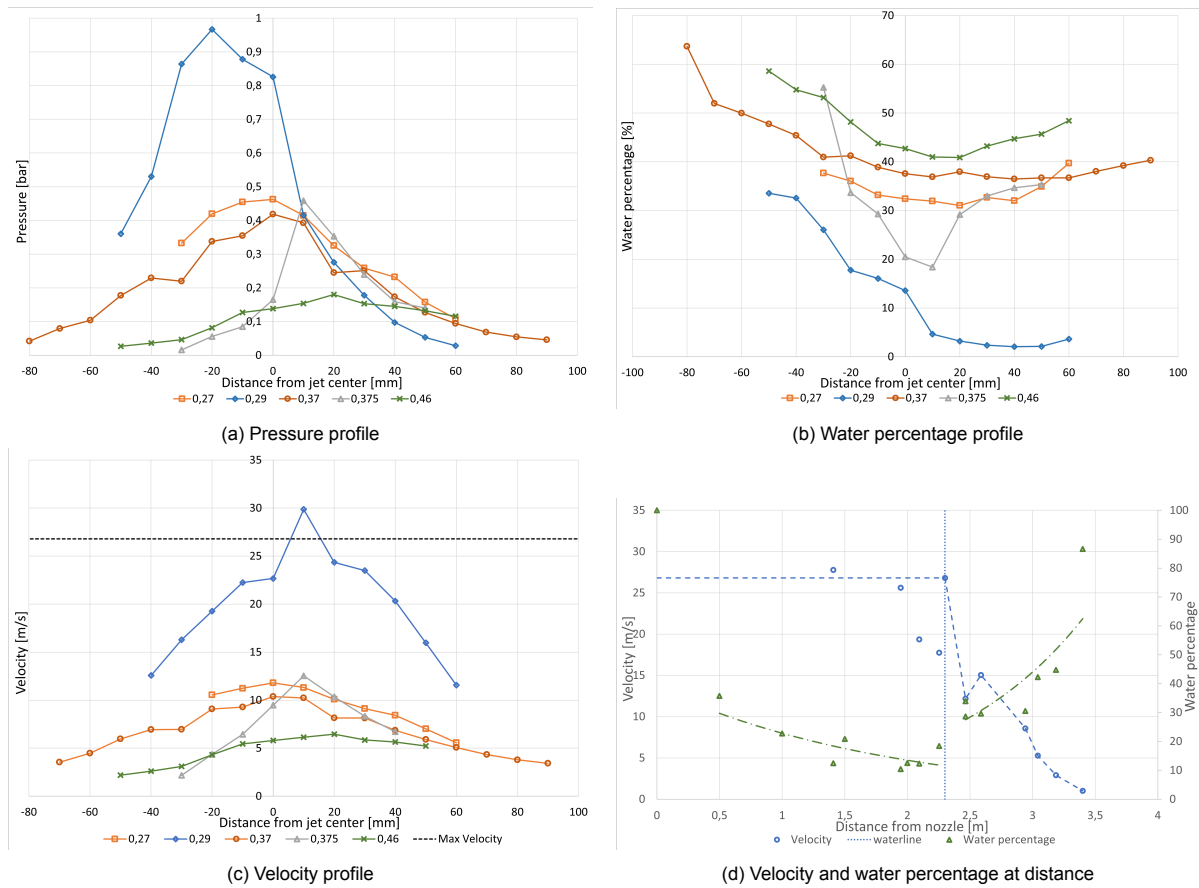 1
0,9
0,8
0,7
0,6
0,5
0,4
0,3
0,2
0,1
0
Pressure [bar]
-80 -60 -40 -20 0 20 40 60 80 100
Distance from jet center [mm]
0,27 0,29 0,37 0,375 0,46
(a) Pressure profile
70
60
50
40
30
20
10
0
Water percentage [%]
-100 -80 -60 -40 -20 0 20 40 60 80 100
Distance from jet center [mm]
0,27 0,29 0,37 0,375 0,46
(b) Water percentage profile
35
30
25
20
15
10
5
0
Velocity [m/s]
-80 -60 -40 -20 0 20 40 60 80 100
Distance from jet center [mm]
0,27 0,29 0,37 0,375 0,46 Max Velocity
(c) Velocity profile
35
30
25
20
15
10
5
0
Velocity [m/s]
100
90
80
70
60
50
40
30
20
10
0
Water percentage
0 0,5 1 1,5 2 2,5 3 3,5 4
Distance from nozzle [m]
Velocity waterline Water percentage
(d) Velocity and water percentage at distance